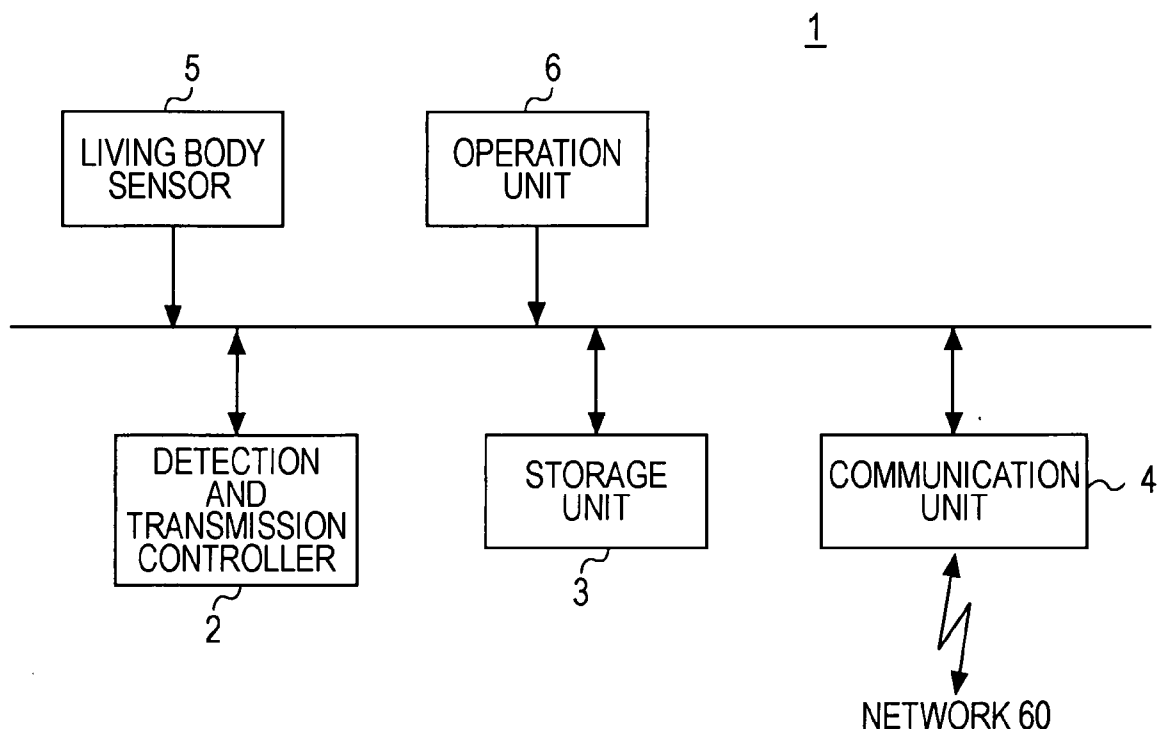 1
5
6
LIVING BODY
SENSOR
OPERATION
UNIT
DETECTION
AND
TRANSMISSION
CONTROLLER
STORAGE
UNIT
COMMUNICATION
UNIT
4
2
3
NETWORK 60